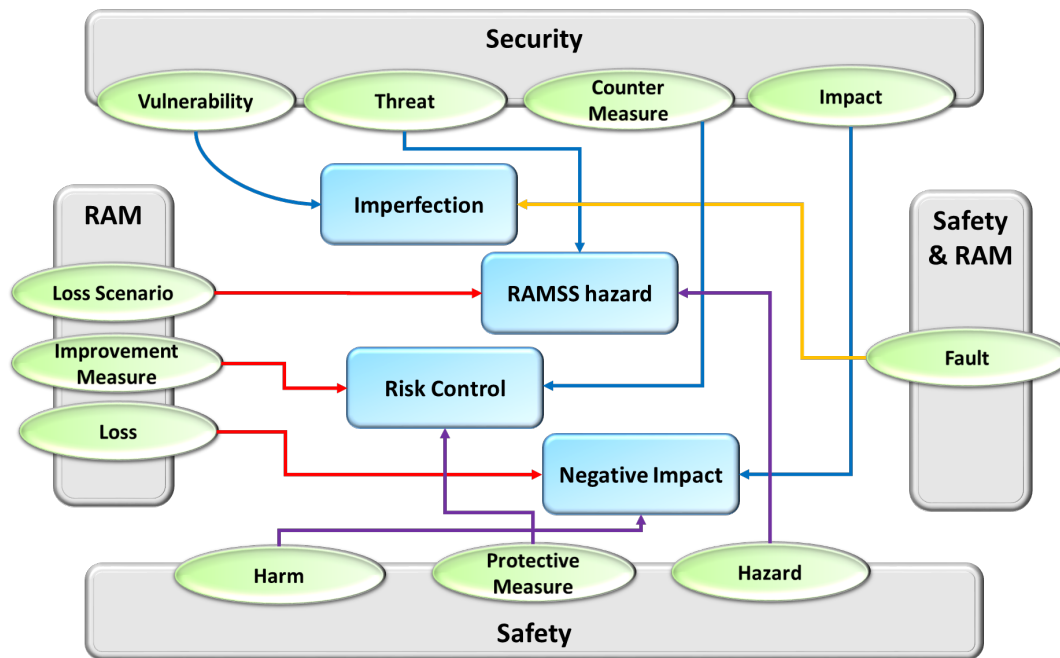 Security
Vulnerability
Threat
Counter
Measure
Impact
Imperfection
RAM
Safety
& RAM
RAMSS hazard
Loss Scenario
Improvement
Measure
Fault
Risk Control
Loss
Negative Impact
Harm
Protective
Measure
Hazard
Safety